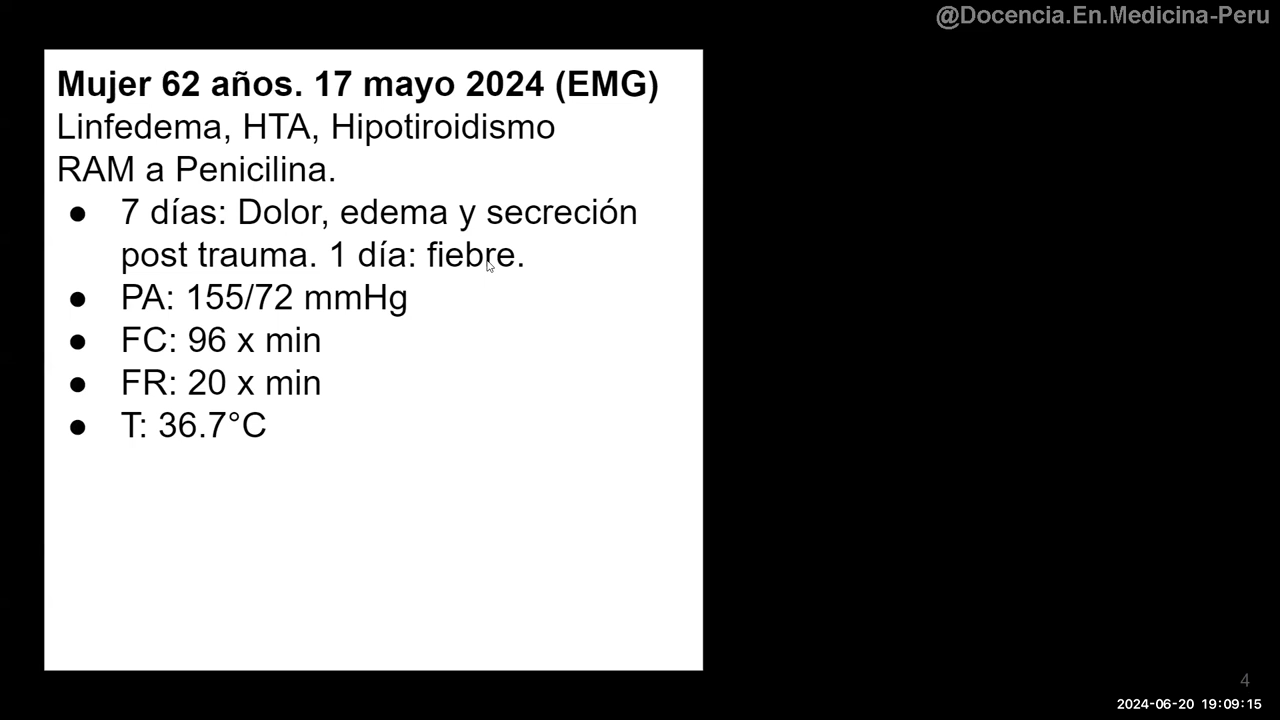 @Docencia.En.Medicina-Peru
Mujer 62 años. 17 mayo 2024 (EMG)
Linfedema, HTA, Hipotiroidismo
RAM a Penicilina.
● 7 días: Dolor, edema y secreción
post trauma. 1 día: fiebre.
● PA: 155/72 mmHg
● FC: 96 x min
● FR: 20 x min
● T: 36.7°C
4
2024-06-20 19:09:15